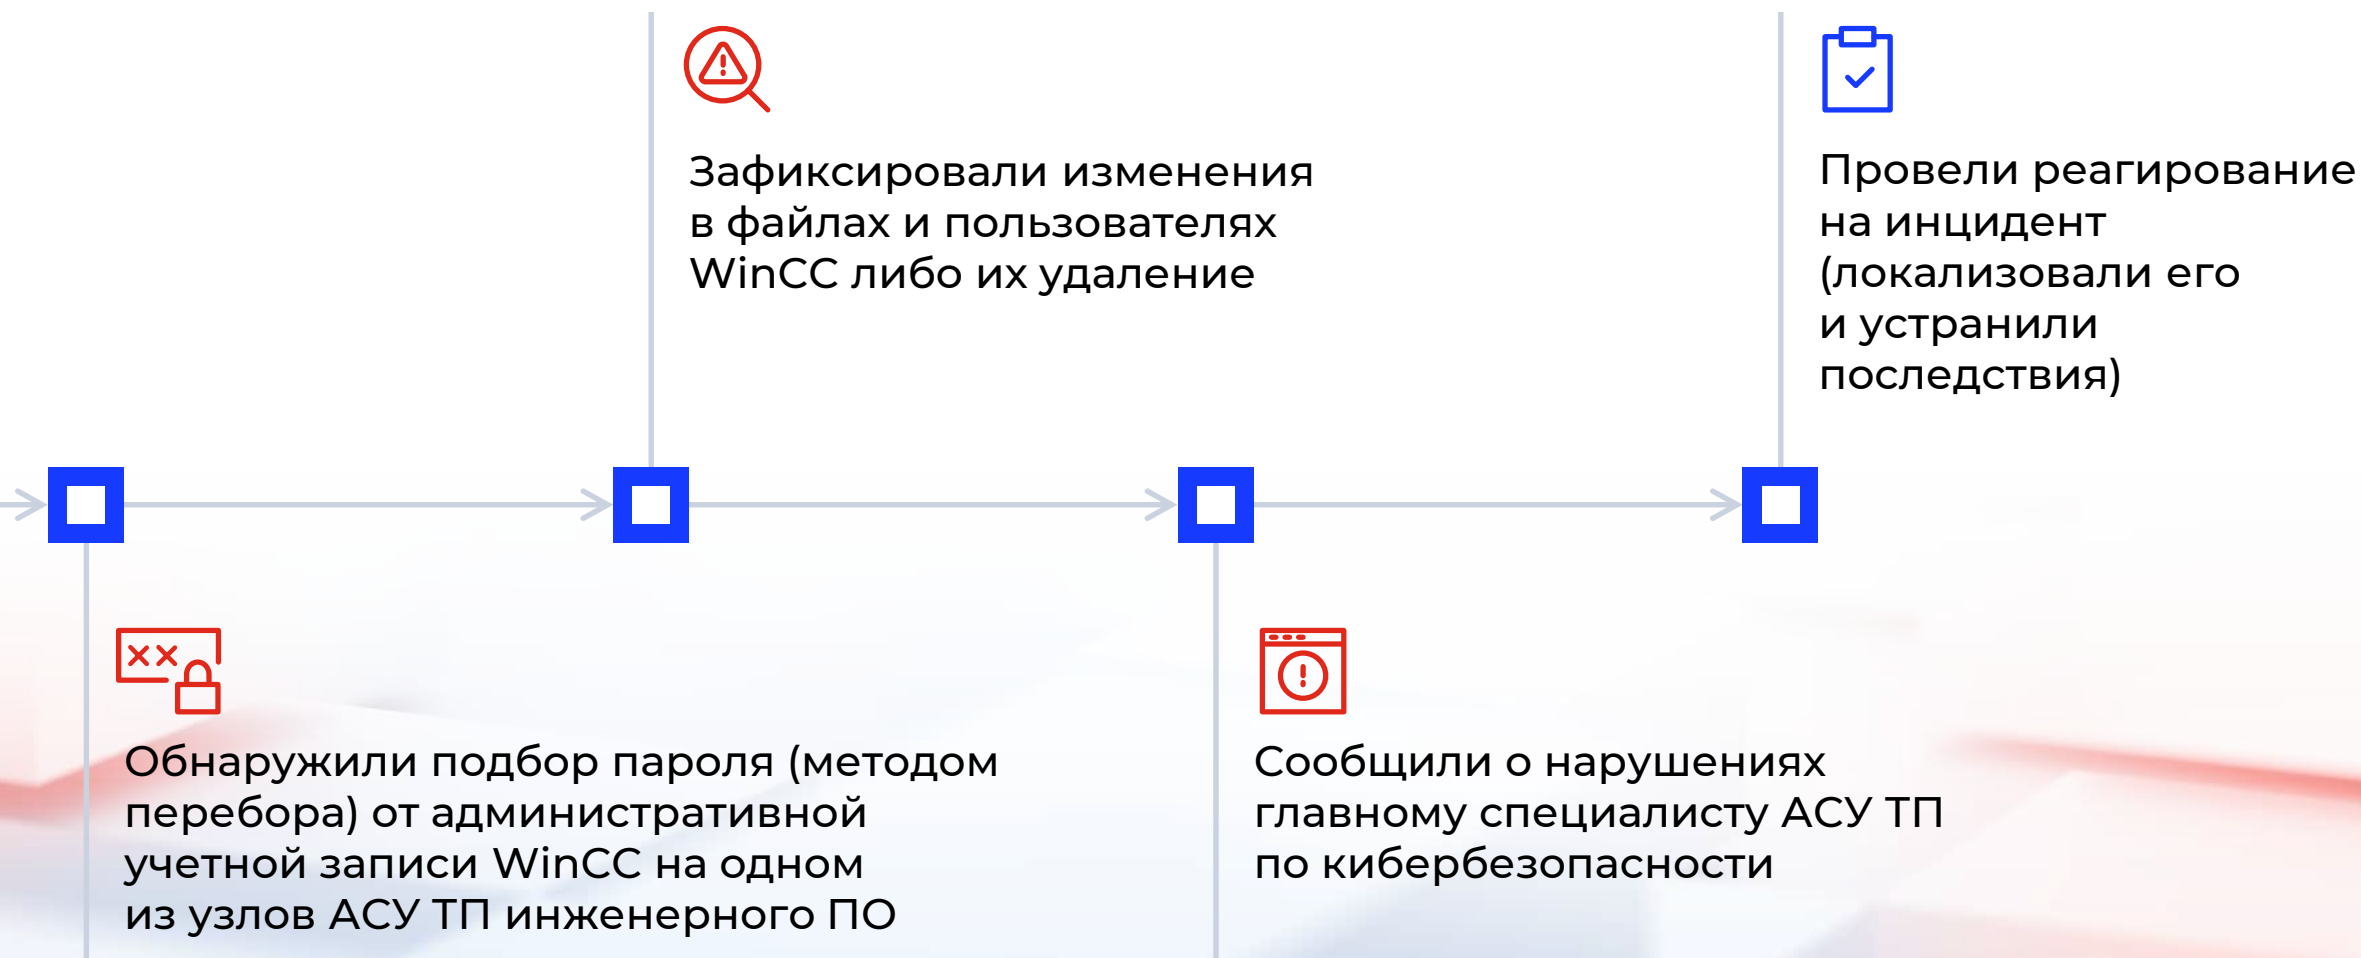 Зафиксировали изменения
в файлах и пользователях
WinCC либо их удаление
Провели реагирование
на инцидент
(локализовали его
и устранили
последствия)
Обнаружили подбор пароля (методом
перебора) от административной
учетной записи WinCC на одном
из узлов АСУ ТП инженерного ПО
Сообщили о нарушениях
главному специалисту АСУ ТП
по кибербезопасности